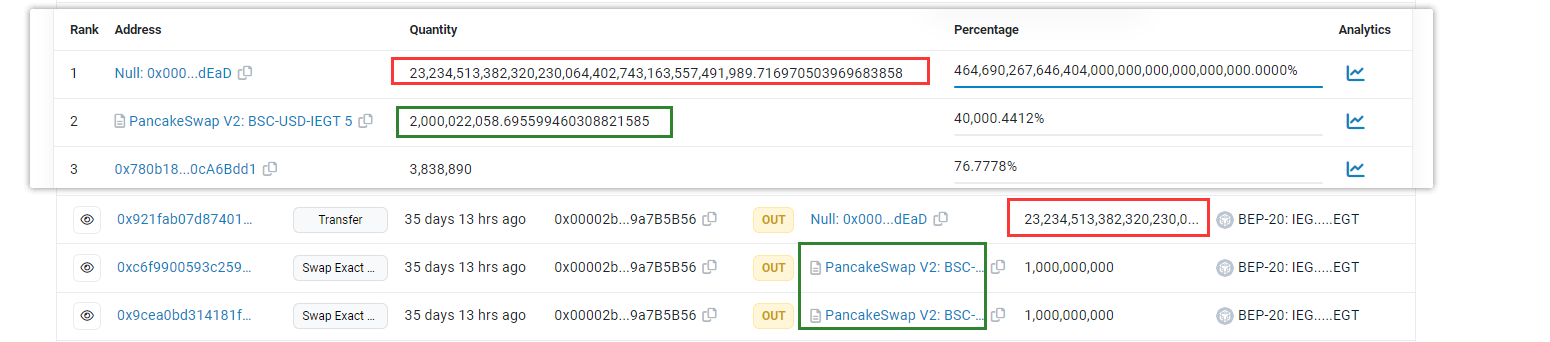 Rank Address Quantity Percentage Analytics
1 Null: 0x000...dEaD 23,234,513,382,320,230,064,402,743,163,557,491,989.716970503969683858 464,690,267,646,404,000,000,000,000,000,000.0000%
2 PancakeSwap V2: BSC-USD-IEGT 5 2,000,022,058.695599460308821585 40,000.4412%
3 0x780b18...0cA6Bdd1 3,838,890 76.7778%
0x921fab07d87401... Transfer 35 days 13 hrs ago 0x00002b...9a7B5B56 OUT Null: 0x000...dEaD 23,234,513,382,320,230,0... BEP-20: IEG.....EGT
0xc6f9900593c259... Swap Exact ... 35 days 13 hrs ago 0x00002b...9a7B5B56 OUT PancakeSwap V2: BSC-... 1,000,000,000 BEP-20: IEG.....EGT
0x9cea0bd314181f... Swap Exact ... 35 days 13 hrs ago 0x00002b...9a7B5B56 OUT PancakeSwap V2: BSC-... 1,000,000,000 BEP-20: IEG.....EGT